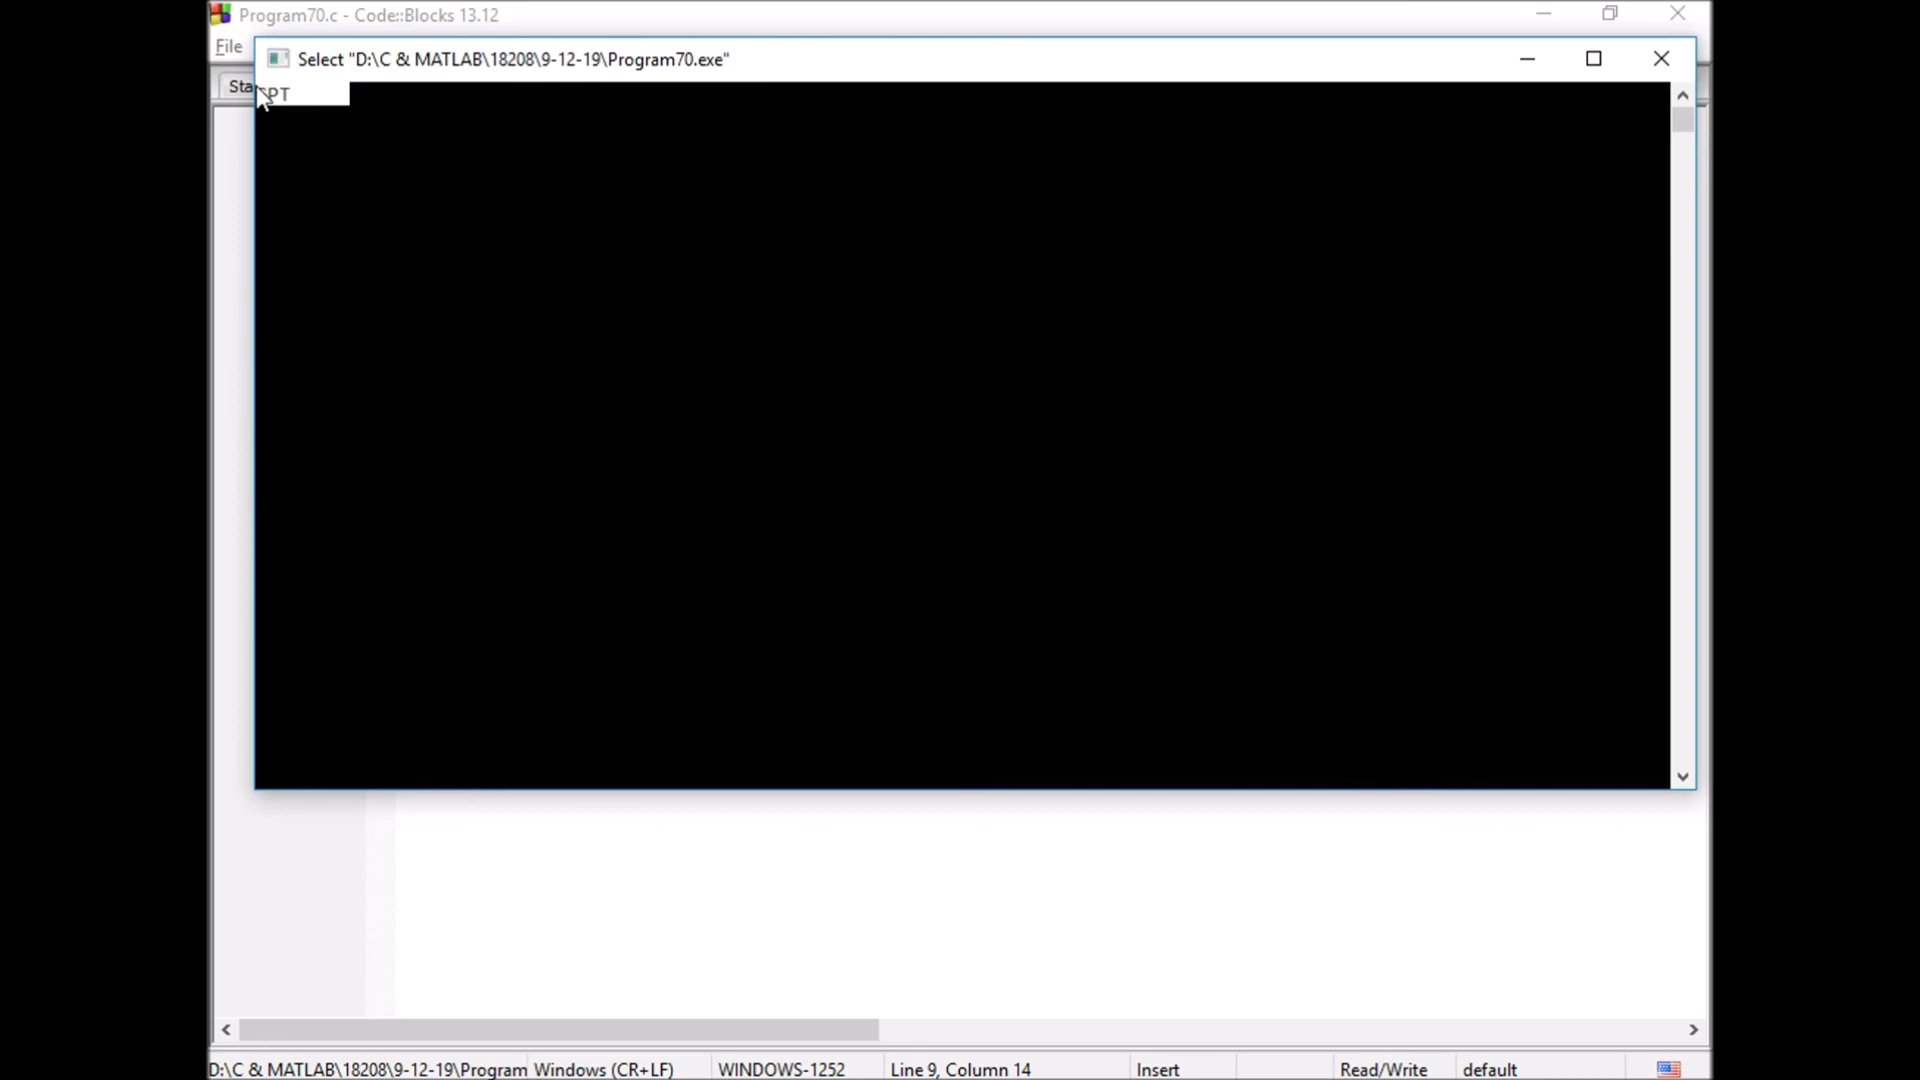 Program70.c - Code::Blocks 13.12
File
Select "D:\C & MATLAB\18208\9-12-19\Program70.exe"
Sta
PT
D:\C & MATLAB\18208\9-12-19\Program
Windows (CR+LF)
WINDOWS-1252
Line 9, Column 14
Insert
Read/Write
default